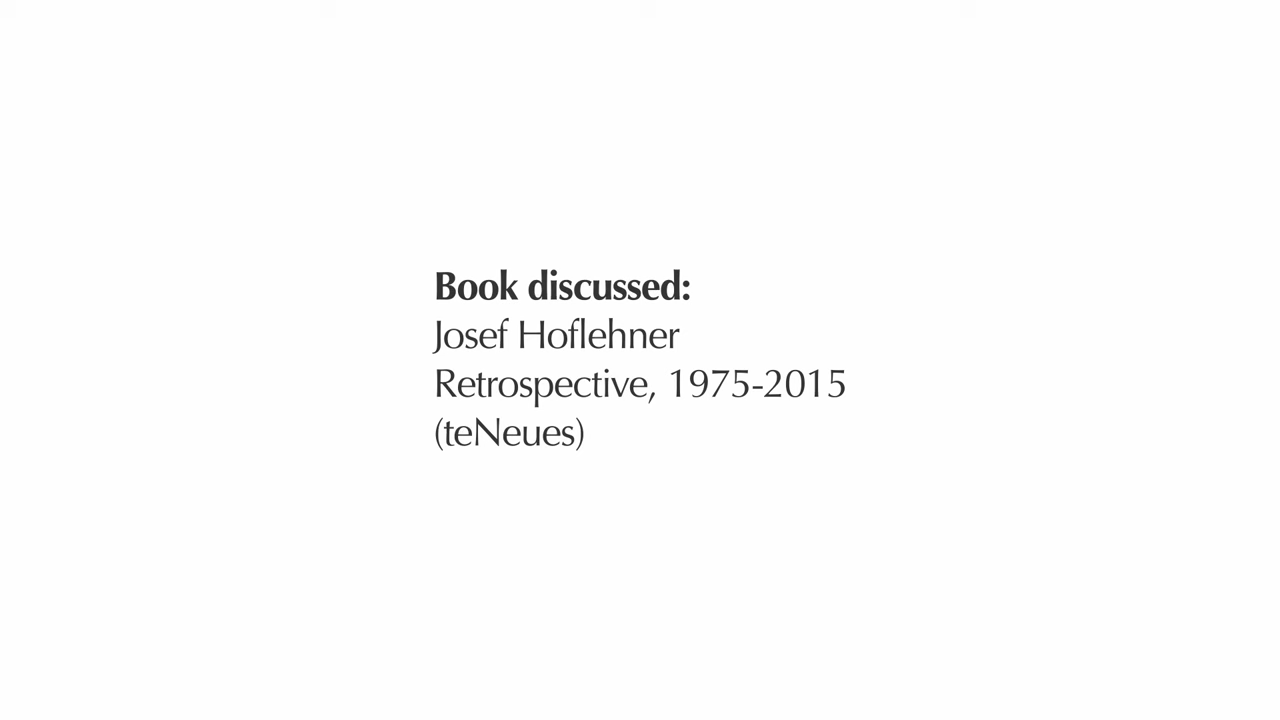 Book discussed:
Josef Hoflehner
Retrospective, 1975-2015
(teNeues)